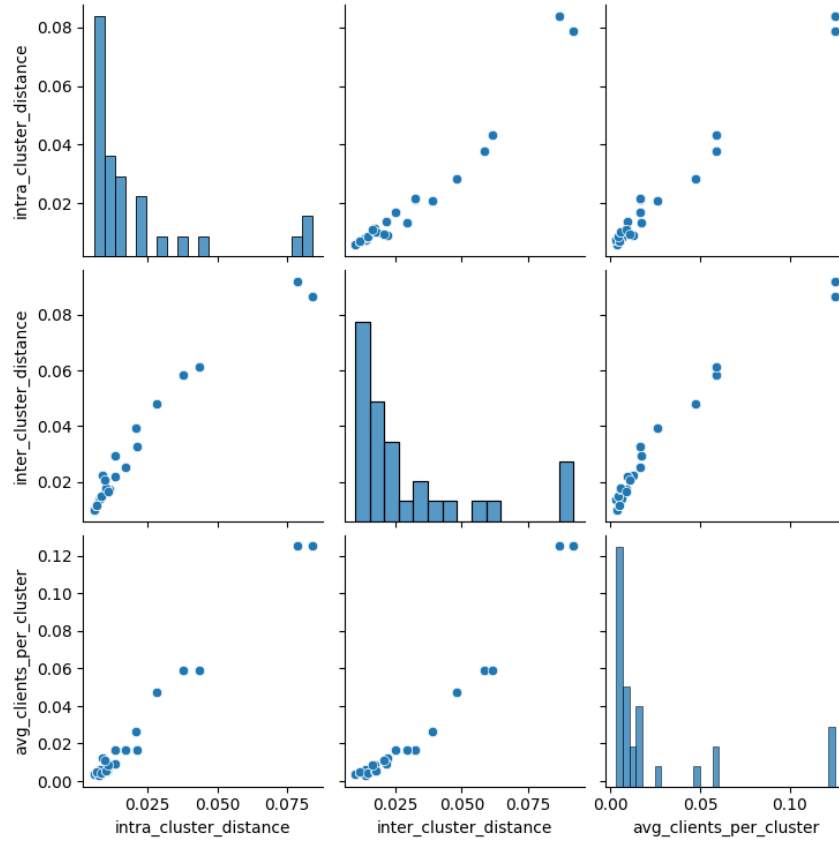 intra_cluster_distance
0.08
0.06
0.04
0.02
inter_cluster_distance
0.08
0.06
0.04
0.02
avg_clients_per_cluster
0.12
0.10
0.08
0.06
0.04
0.02
0.00
0.025 0.050 0.075
0.025 0.050 0.075
0.00 0.05 0.10
intra_cluster_distance
inter_cluster_distance
avg_clients_per_cluster